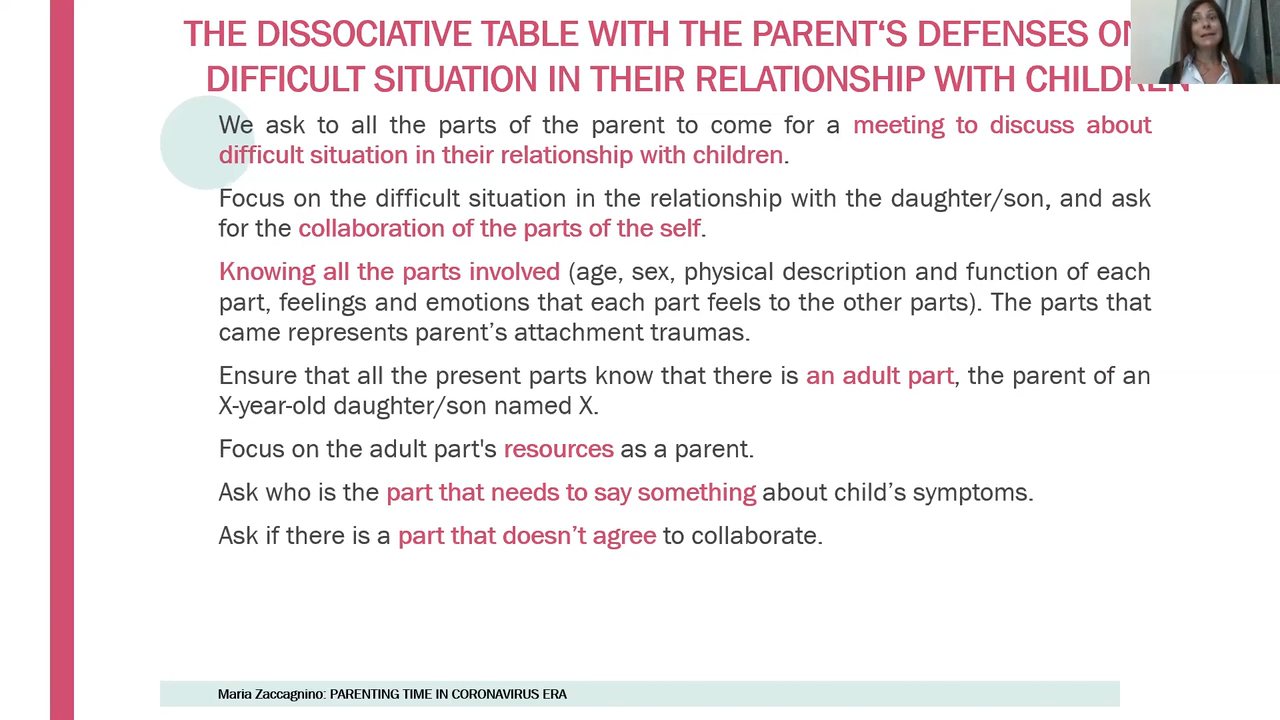 THE DISSOCIATIVE TABLE WITH THE PARENT‘S DEFENSES ON
DIFFICULT SITUATION IN THEIR RELATIONSHIP WITH CHILDREN
We ask to all the parts of the parent to come for a meeting to discuss about
difficult situation in their relationship with children.
Focus on the difficult situation in the relationship with the daughter/son, and ask
for the collaboration of the parts of the self.
Knowing all the parts involved (age, sex, physical description and function of each
part, feelings and emotions that each part feels to the other parts). The parts that
came represents parent’s attachment traumas.
Ensure that all the present parts know that there is an adult part, the parent of an
X-year-old daughter/son named X.
Focus on the adult part's resources as a parent.
Ask who is the part that needs to say something about child’s symptoms.
Ask if there is a part that doesn’t agree to collaborate.
Maria Zaccagnino: PARENTING TIME IN CORONAVIRUS ERA